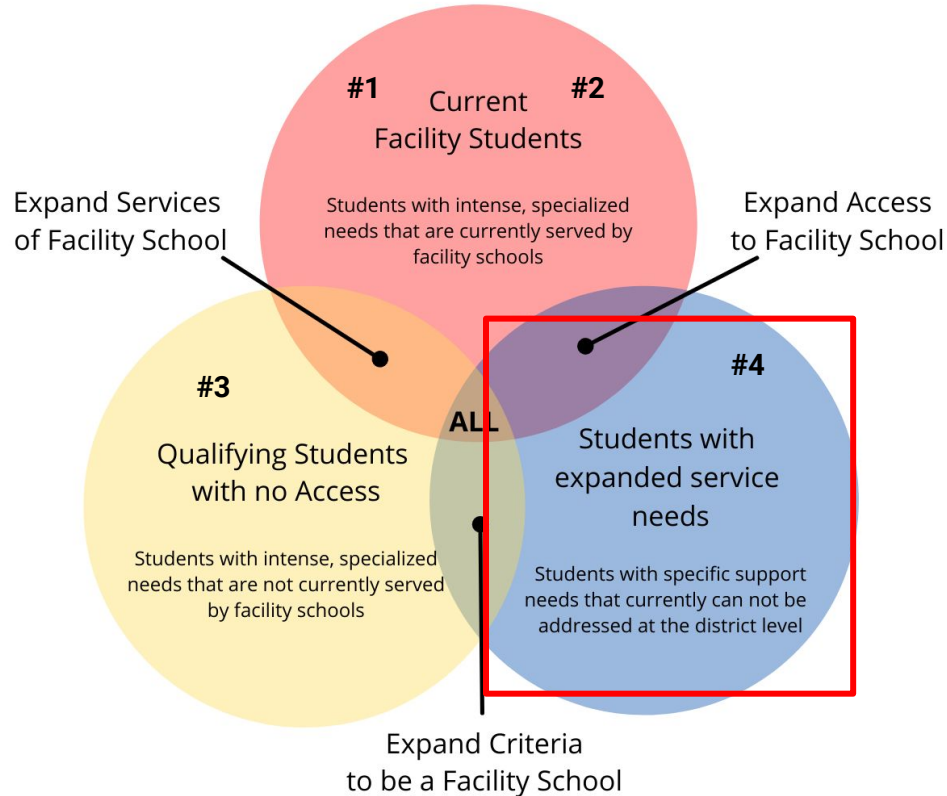 #1
#2
Current
Facility Students
Students with intense, specialized
needs that are currently served by
facility schools
Expand Services
of Facility School
Expand Access
to Facility School
#3
Qualifying Students
with no Access
Students with intense, specialized
needs that are not currently served
by facility schools
ALL
#4
Students with
expanded service
needs
Students with specific support
needs that currently can not be
addressed at the district level
Expand Criteria
to be a Facility School